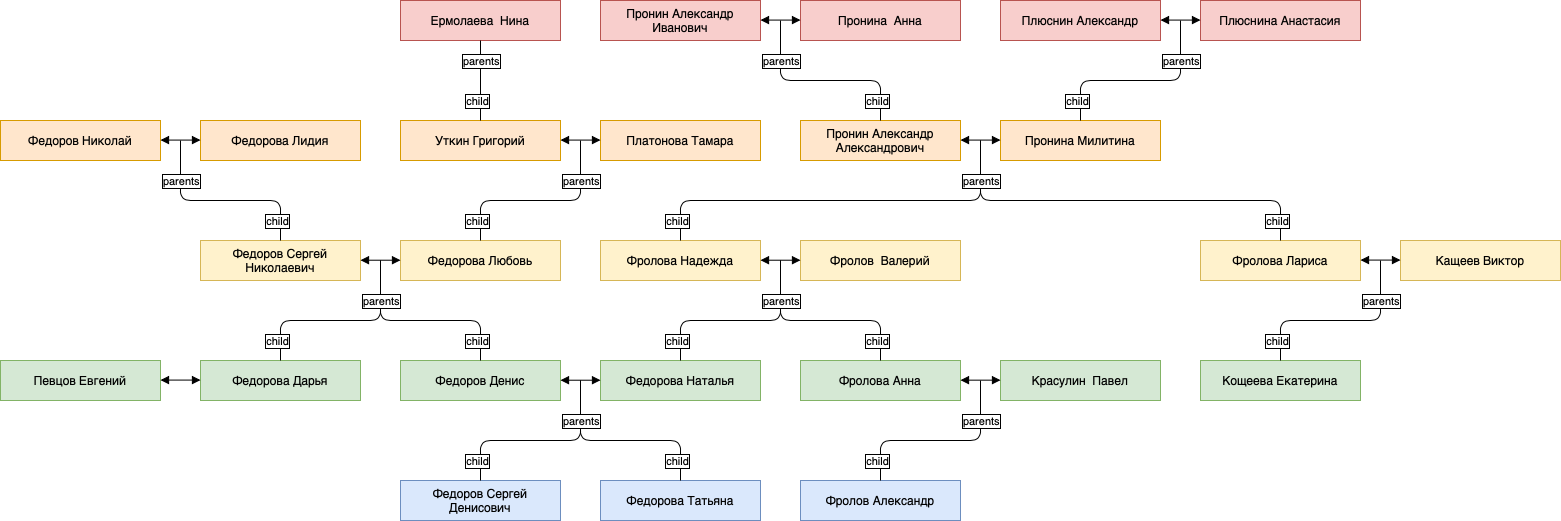 Ермолаева Нина
Пронин Александр
Иванович
Пронина Анна
Плюснин Александр
Плюснина Анастасия
parents
parents
parents
child
child
child
Федоров Николай
Федорова Лидия
Уткин Григорий
Платонова Тамара
Пронин Александр
Александрович
Пронина Милитина
parents
parents
parents
child
child
child
child
Федоров Сергей
Николаевич
Федорова Любовь
Фролова Надежда
Фролов Валерий
Фролова Лариса
Кащеев Виктор
parents
parents
parents
child
child
child
child
child
Певцов Евгений
Федорова Дарья
Федоров Денис
Федорова Наталья
Фролова Анна
Красулин Павел
Кощеева Екатерина
parents
parents
child
child
child
Федоров Сергей
Денисович
Федорова Татьяна
Фролов Александр